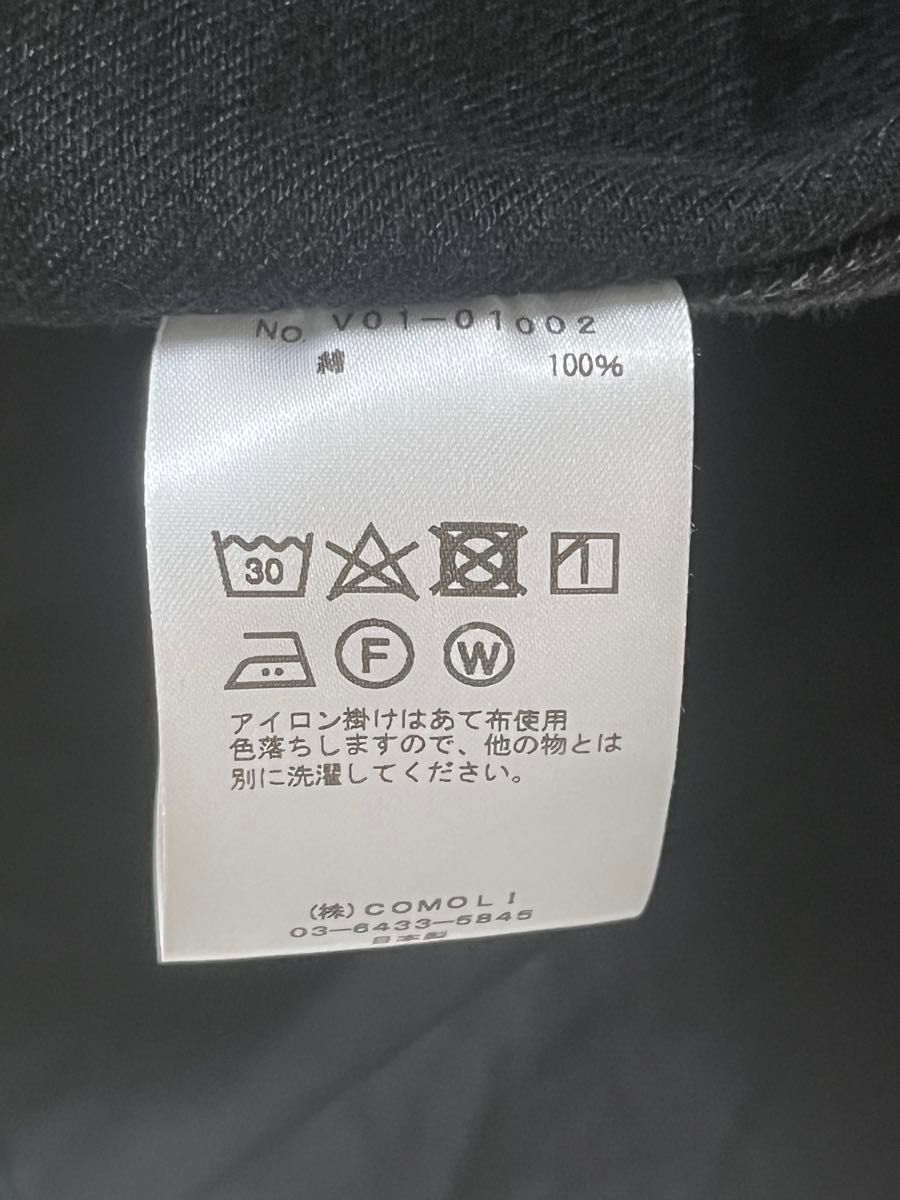 No. V01-01002
綿 100%
30
1
F W
アイロン掛けはあて布使用
色落ちしますので、他の物とは
別に洗濯してください。
(株)COMOLI
03-6433-5845
日本製